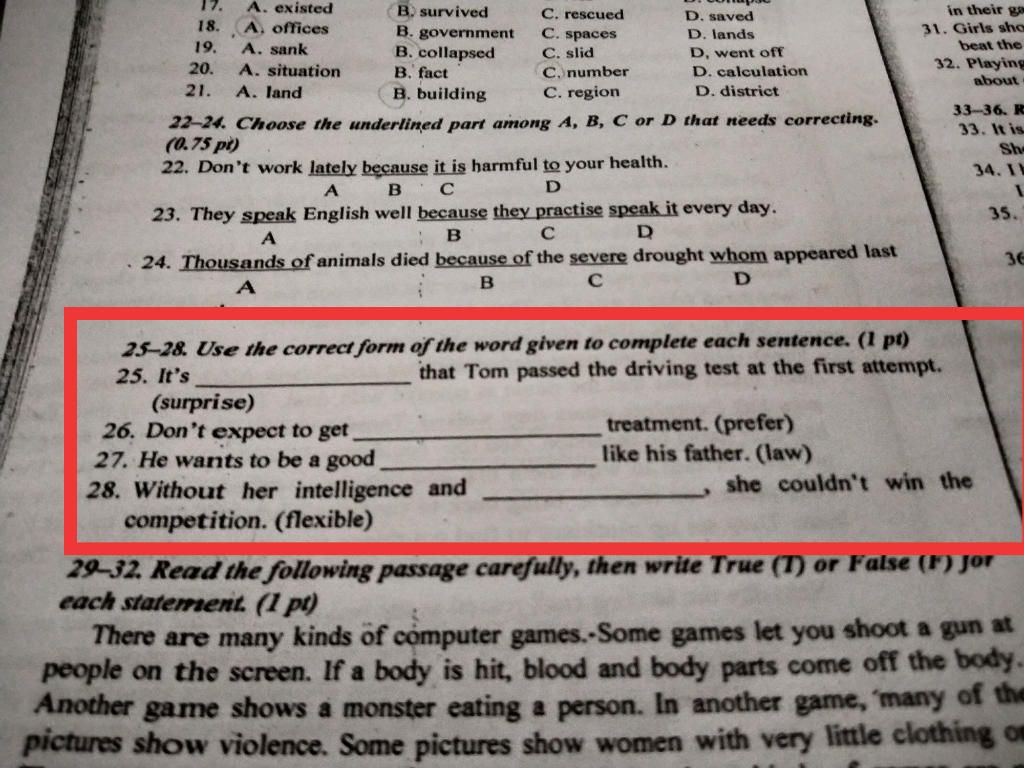 17. A. existed B. survived C. rescued D. saved
18. A. offices B. government C. spaces D. lands
19. A. sank B. collapsed C. slid D, went off
20. A. situation B. fact C. number D. calculation
21. A. land B. building C. region D. district
22–24. Choose the underlined part among A, B, C or D that needs correcting.
(0.75 pt)
22. Don't work lately because it is harmful to your health.
A B C D
23. They speak English well because they practise speak it every day.
A B C D
24. Thousands of animals died because of the severe drought whom appeared last
A B C D
25–28. Use the correct form of the word given to complete each sentence. (1 pt)
25. It's ____________ that Tom passed the driving test at the first attempt.
(surprise)
26. Don't expect to get ____________ treatment. (prefer)
27. He wants to be a good ____________ like his father. (law)
28. Without her intelligence and ____________, she couldn't win the
competition. (flexible)
29–32. Read the following passage carefully, then write True (T) or False (F) for
each statement. (1 pt)
There are many kinds of computer games. Some games let you shoot a gun at
people on the screen. If a body is hit, blood and body parts come off the body.
Another game shows a monster eating a person. In another game, many of the
pictures show violence. Some pictures show women with very little clothing
in their
31. Girls
beat the
32. Playing
about
33–36.
33. It is
34. I
35.